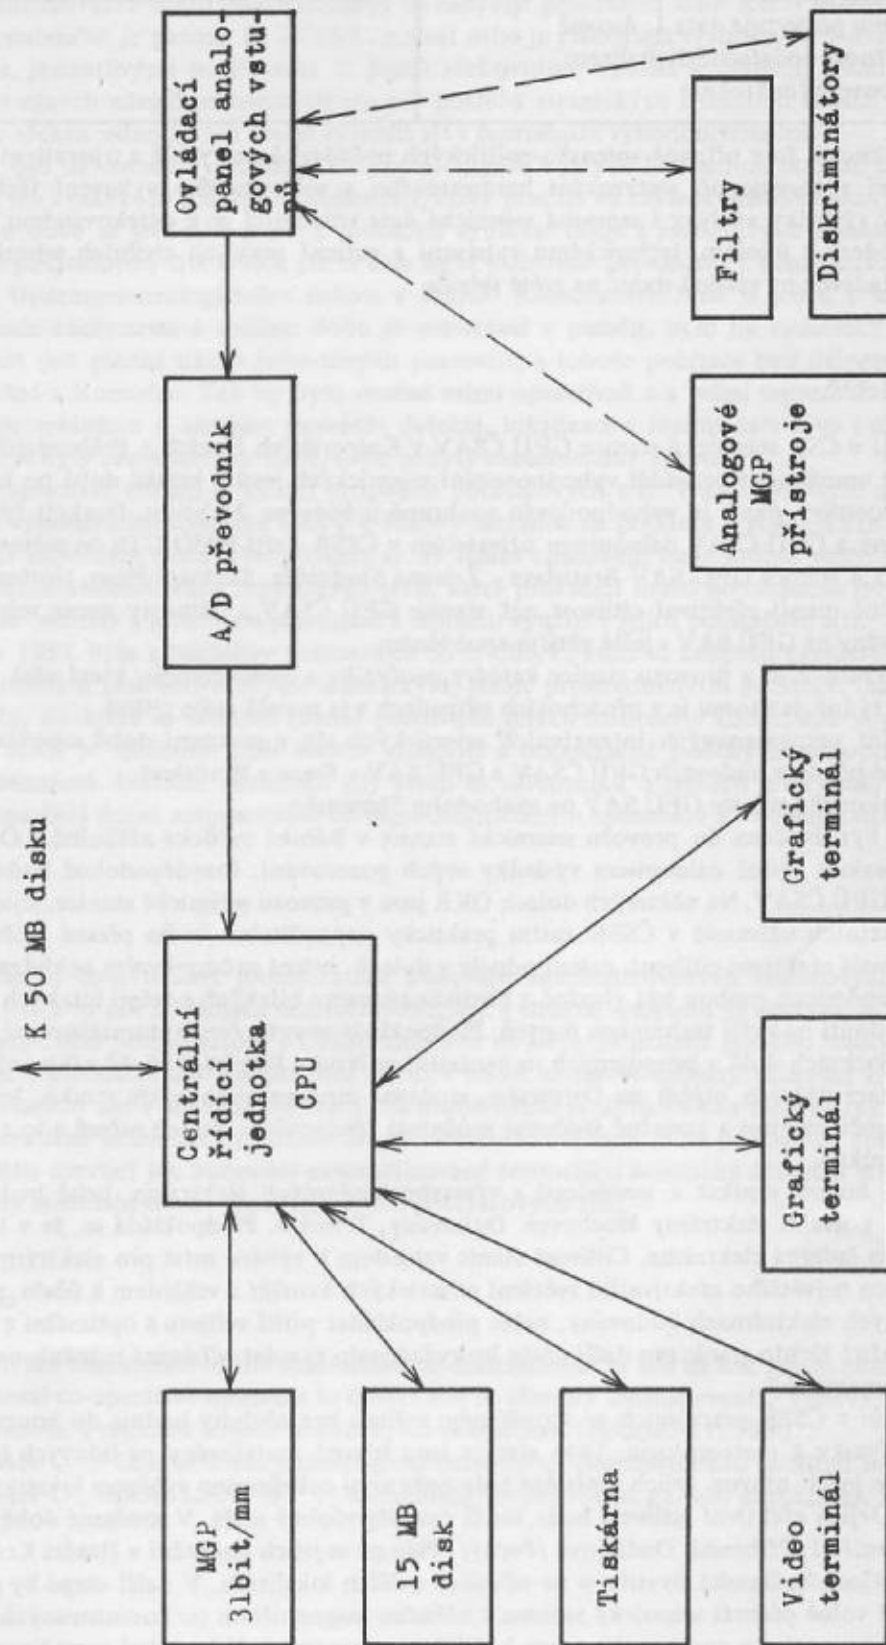 K 50 MB disku
MGP
31bit/mm
Centrální
řídící
jednotka
CPU
A/D převodník
Ovládací
panel analo-
gových vstu-
pů
15 MB
disk
Tiskárna
Video
terminál
Grafický
terminál
Grafický
terminál
Analogové
MGP
přístroje
Filtry
Diskriminátory